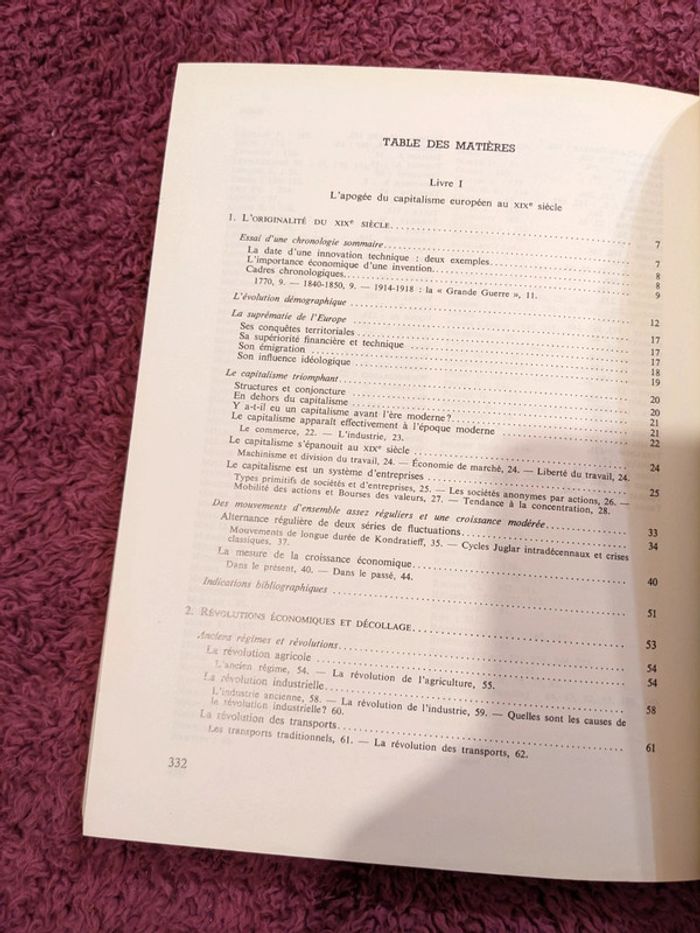 TABLE DES MATIÈRES
Livre I
L'apogée du capitalisme européen au XIXe siècle
1. L'ORIGINALITÉ DU XIXe SIÈCLE 7
Essai d'une chronologie sommaire 7
La date d'une innovation technique : deux exemples 8
L'importance économique d'une invention 8
Cadres chronologiques 9
1770, 9. — 1840-1850, 9. — 1914-1918 : la « Grande Guerre », 11.
L'évolution démographique 12
La suprématie de l'Europe 17
Ses conquêtes territoriales 17
Sa supériorité financière et technique 17
Son émigration 18
Son influence idéologique 19
Le capitalisme triomphant 20
Structures et conjoncture 20
En dehors du capitalisme 21
Y a-t-il eu un capitalisme avant l'ère moderne? 21
Le capitalisme apparaît effectivement à l'époque moderne 22
Le commerce, 22. — L'industrie, 23.
Le capitalisme s'épanouit au XIXe siècle 24
Machinisme et division du travail, 24. — Économie de marché, 24. — Liberté du travail, 24.
Le capitalisme est un système d'entreprises 25
Types primitifs de sociétés et d'entreprises, 25. — Les sociétés anonymes par actions, 26. —
Mobilité des actions et Bourses des valeurs, 27. — Tendance à la concentration, 28.
Des mouvements d'ensemble assez réguliers et une croissance modérée 33
Alternance régulière de deux séries de fluctuations 34
Mouvements de longue durée de Kondratieff, 35. — Cycles Juglar intradécennaux et crises
classiques, 37.
La mesure de la croissance économique 40
Dans le présent, 40. — Dans le passé, 44.
Indications bibliographiques 51
2. RÉVOLUTIONS ÉCONOMIQUES ET DÉCOLLAGE 53
Anciens régimes et révolutions 54
La révolution agricole 54
L'ancien régime, 54. — La révolution de l'agriculture, 55.
La révolution industrielle 58
L'industrie ancienne, 58. — La révolution de l'industrie, 59. — Quelles sont les causes de
la révolution industrielle? 60.
La révolution des transports 61
Les transports traditionnels, 61. — La révolution des transports, 62.
332